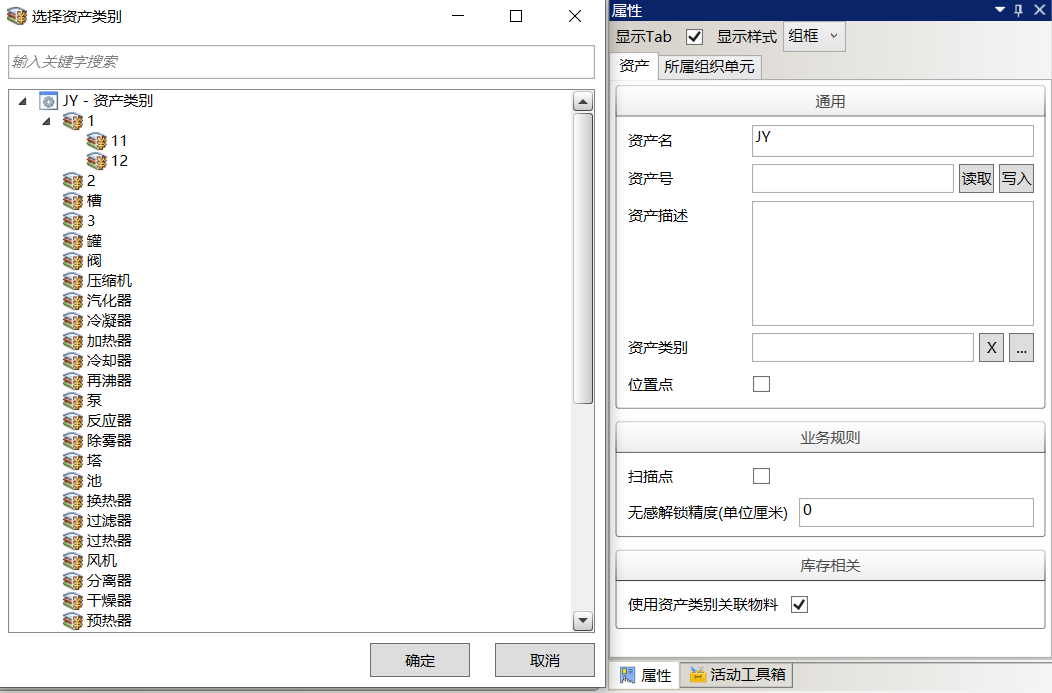 选择资产类别
输入关键字搜索
JY - 资产类别
1
11
12
2
槽
3
罐
阀
压缩机
汽化器
冷凝器
加热器
冷却器
再沸器
泵
反应器
除雾器
塔
池
换热器
过滤器
过热器
风机
分离器
干燥器
预热器
确定 取消
属性
显示Tab 显示样式 组框
资产 所属组织单元
通用
资产名 JY
资产号 读取 写入
资产描述
资产类别 X ...
位置点
业务规则
扫描点
无感解锁精度(单位厘米) 0
库存相关
使用资产类别关联物料
属性 活动工具箱